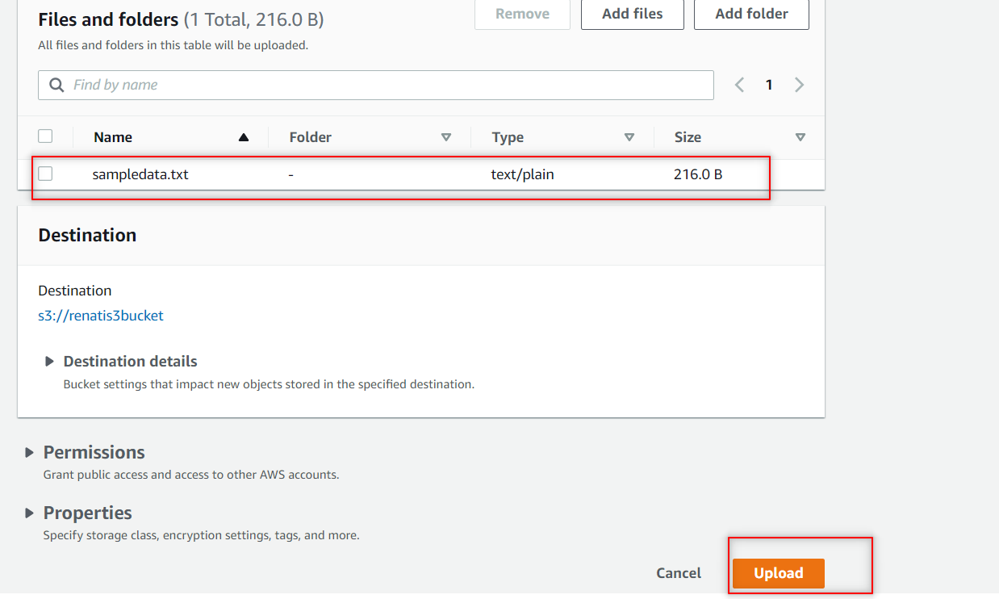 Files and folders (1 Total, 216.0 B) Remove Add files Add folder
All files and folders in this table will be uploaded.
Find by name 1
Name Folder Type Size
sampledata.txt - text/plain 216.0 B
Destination
Destination
s3://renatis3bucket
Destination details
Bucket settings that impact new objects stored in the specified destination.
Permissions
Grant public access and access to other AWS accounts.
Properties
Specify storage class, encryption settings, tags, and more.
Cancel Upload